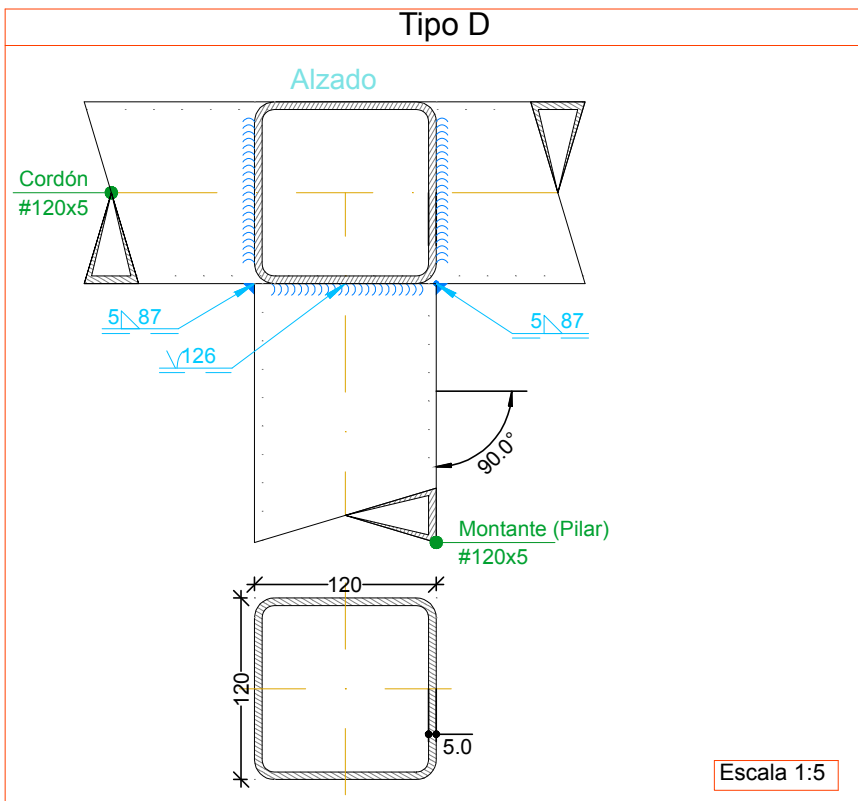 Tipo D
Alzado
Cordón
#120x5
5 87
126
5 87
90.0°
Montante (Pilar)
#120x5
120
120
5.0
Escala 1:5